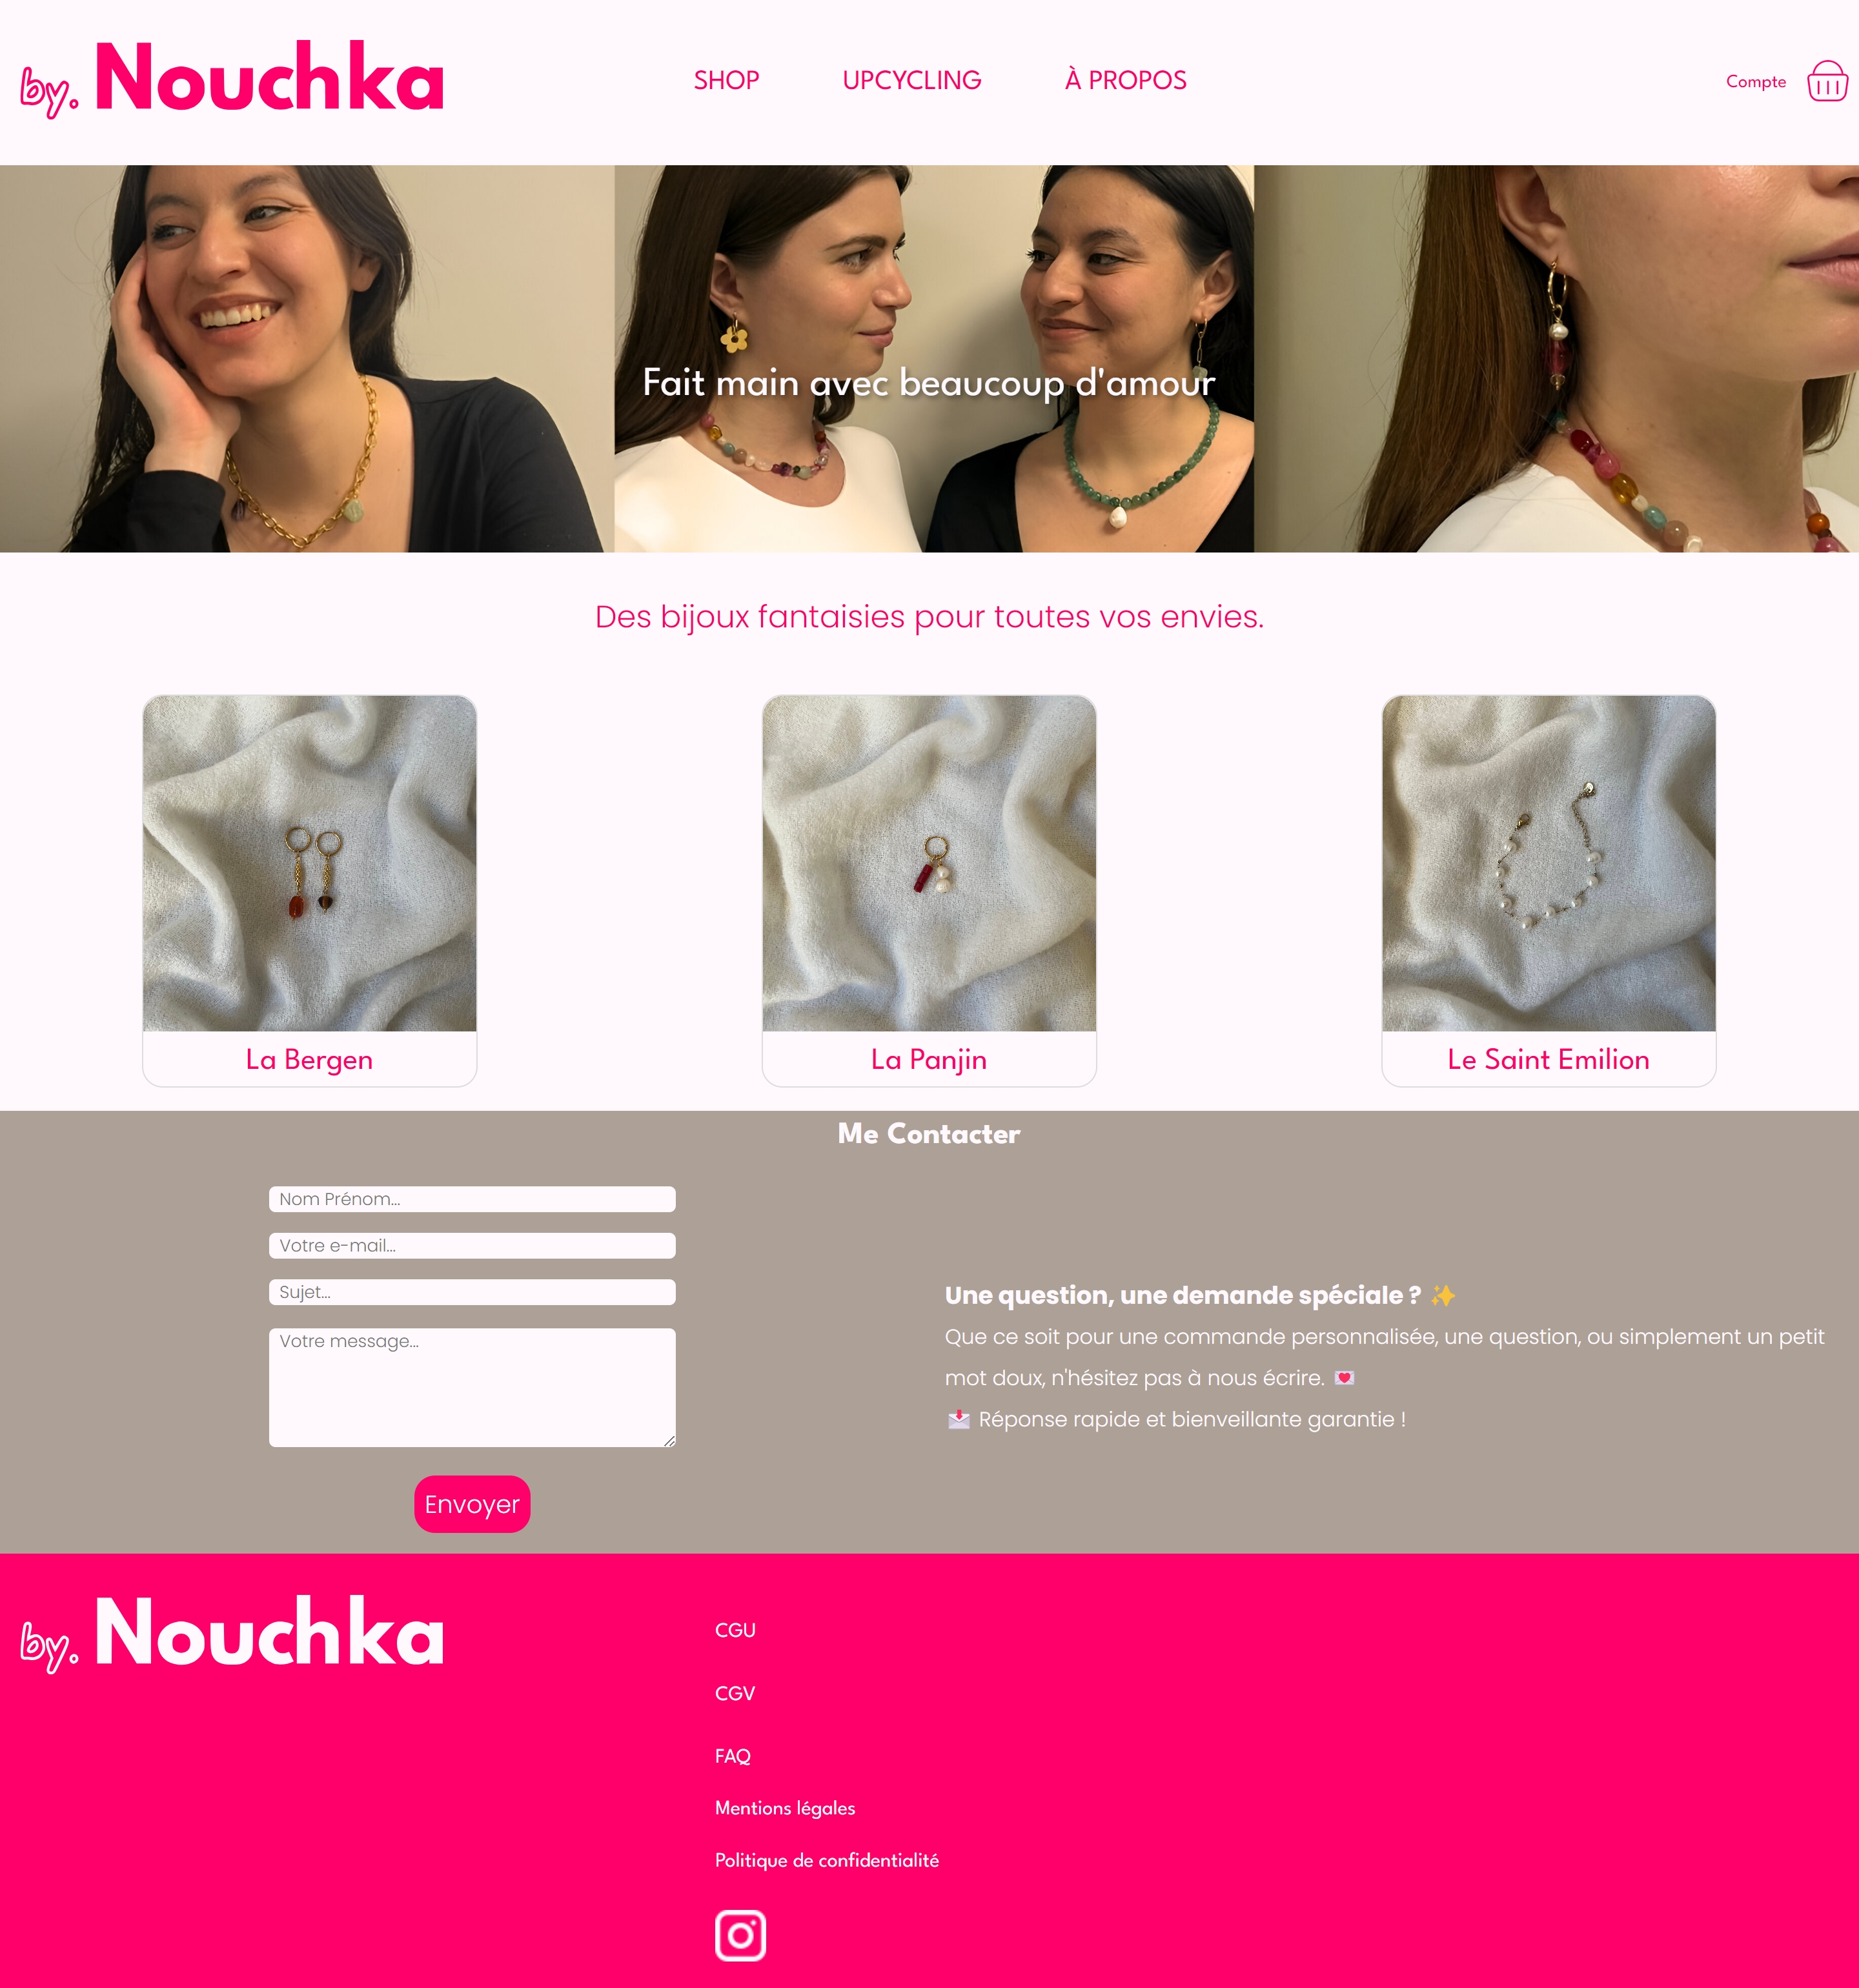 by. Nouchka
SHOP
UPCYCLING
À PROPOS
Compte
Fait main avec beaucoup d'amour
Des bijoux fantaisies pour toutes vos envies.
La Bergen
La Panjin
Le Saint Emilion
Me Contacter
Nom Prénom...
Votre e-mail...
Sujet...
Votre message...
Envoyer
Une question, une demande spéciale ? ✨
Que ce soit pour une commande personnalisée, une question, ou simplement un petit
mot doux, n'hésitez pas à nous écrire. 💌
📩 Réponse rapide et bienveillante garantie !
by. Nouchka
CGU
CGV
FAQ
Mentions légales
Politique de confidentialité